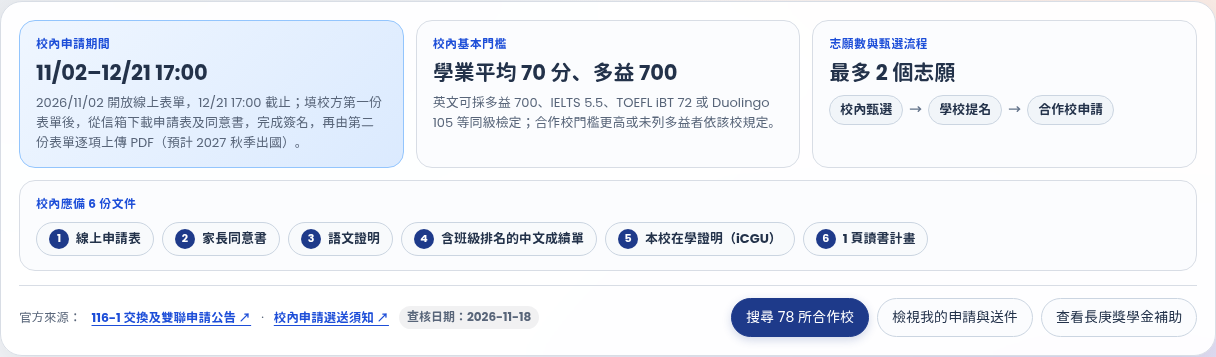 校內申請期間
11/02–12/21 17:00
2026/11/02 開放線上表單，12/21 17:00 截止；填校方第一份
表單後，從信箱下載申請表及同意書，完成簽名，再由第二
份表單逐項上傳 PDF（預計 2027 秋季出國）。
校內基本門檻
學業平均 70 分、多益 700
英文可採多益 700、IELTS 5.5、TOEFL iBT 72 或 Duolingo
105 等同級檢定；合作校門檻更高或未列多益者依該校規定。
志願數與甄選流程
最多 2 個志願
校內甄選 → 學校提名 → 合作校申請
校內應備 6 份文件
1 線上申請表 2 家長同意書 3 語文證明 4 含班級排名的中文成績單 5 本校在學證明（iCGU） 6 1 頁讀書計畫
官方來源： 116-1 交換及雙聯申請公告 ↗ · 校內申請選送須知 ↗ 查核日期：2026-11-18
搜尋 78 所合作校 檢視我的申請與送件 查看長庚獎學金補助